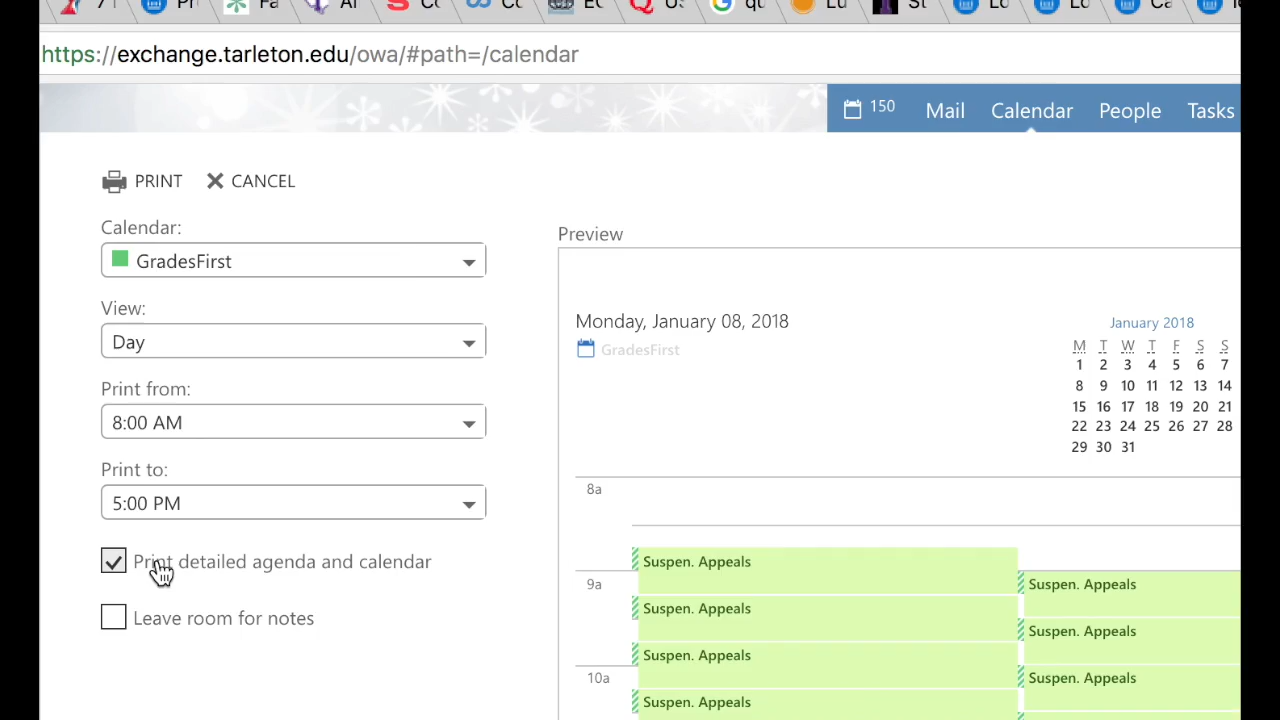 https://exchange.tarleton.edu/owa/#path=/calendar
150 Mail Calendar People Tasks
PRINT CANCEL
Calendar:
GradesFirst
View:
Day
Print from:
8:00 AM
Print to:
5:00 PM
Print detailed agenda and calendar
Leave room for notes
Preview
Monday, January 08, 2018
GradesFirst
January 2018
M T W T F S S
1 2 3 4 5 6 7
8 9 10 11 12 13 14
15 16 17 18 19 20 21
22 23 24 25 26 27 28
29 30 31
8a
Suspen. Appeals
9a
Suspen. Appeals
Suspen. Appeals
Suspen. Appeals
Suspen. Appeals
10a
Suspen. Appeals
Suspen. Appeals